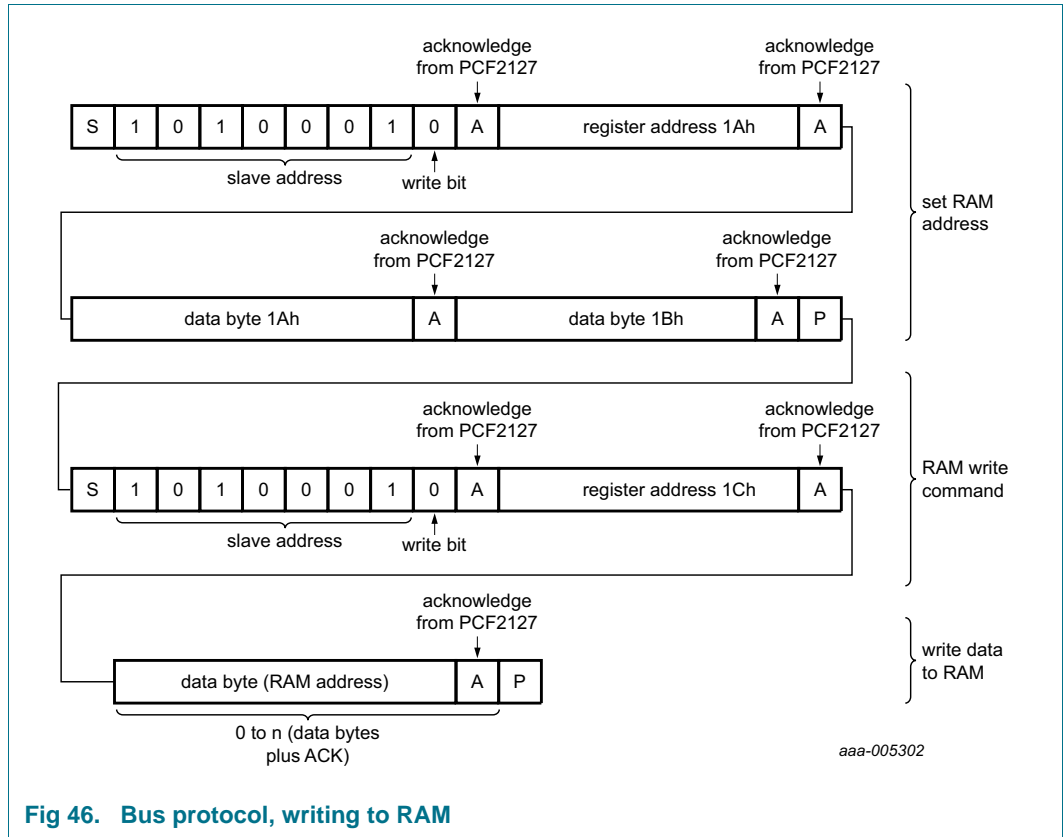 acknowledge
from PCF2127
acknowledge
from PCF2127
S 1 0 1 0 0 0 1 0 A register address 1Ah A
slave address
write bit
set RAM
address
acknowledge
from PCF2127
acknowledge
from PCF2127
data byte 1Ah A data byte 1Bh A P
acknowledge
from PCF2127
acknowledge
from PCF2127
S 1 0 1 0 0 0 1 0 A register address 1Ch A
slave address
write bit
RAM write
command
acknowledge
from PCF2127
data byte (RAM address) A P
0 to n (data bytes
plus ACK)
write data
to RAM
aaa-005302
Fig 46. Bus protocol, writing to RAM